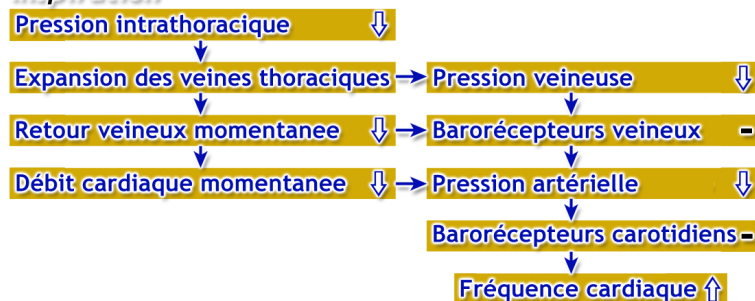 Pression intrathoracique ⇩
Expansion des veines thoraciques
Pression veineuse ⇩
Retour veineux momentanee ⇩
Barorécepteurs veineux -
Débit cardiaque momentanee ⇩
Pression artérielle ⇩
Barorécepteurs carotidiens -
Fréquence cardiaque ⇧